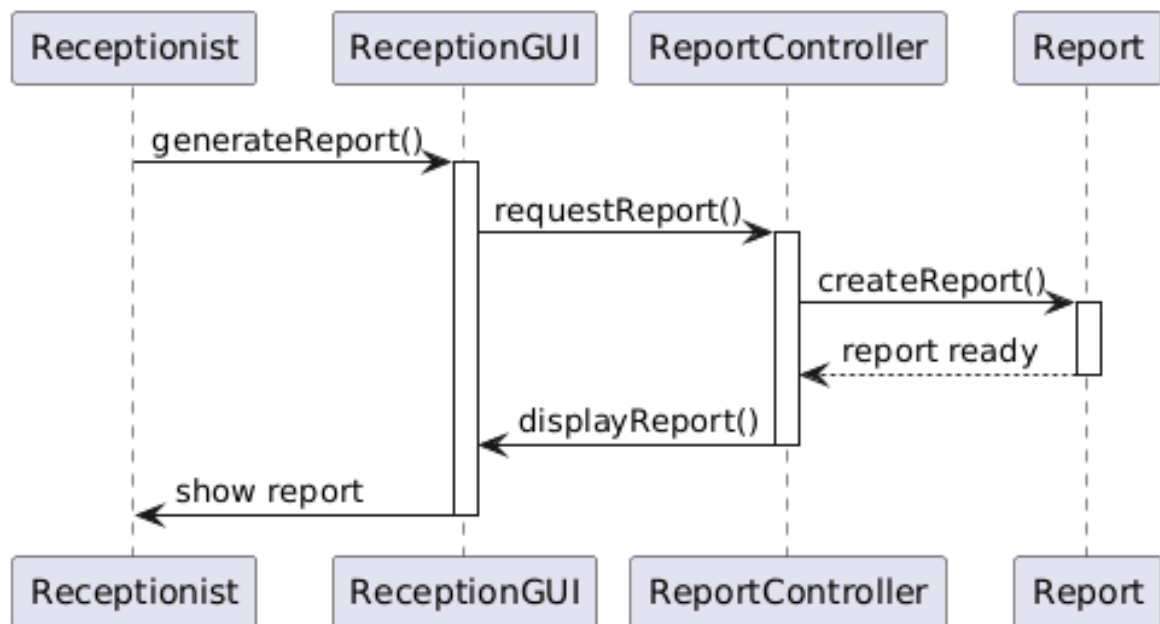 Receptionist ReceptionGUI ReportController Report
generateReport()
requestReport()
createReport()
report ready
displayReport()
show report
Receptionist ReceptionGUI ReportController Report